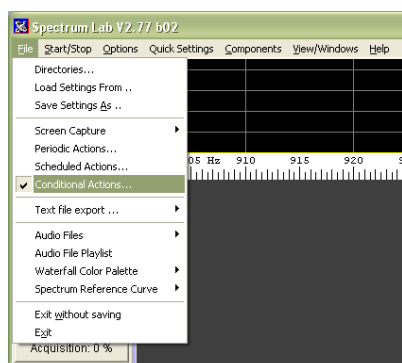 Spectrum Lab V2.77 b02
File Start/Stop Options Quick Settings Components View/Windows Help
Directories...
Load Settings From ..
Save Settings As ..
Screen Capture
Periodic Actions...
Scheduled Actions...
05 Hz 910 915 920
Conditional Actions...
Text file export ...
Audio Files
Audio File Playlist
Waterfall Color Palette
Spectrum Reference Curve
Exit without saving
Exit
Acquisition: 0 %